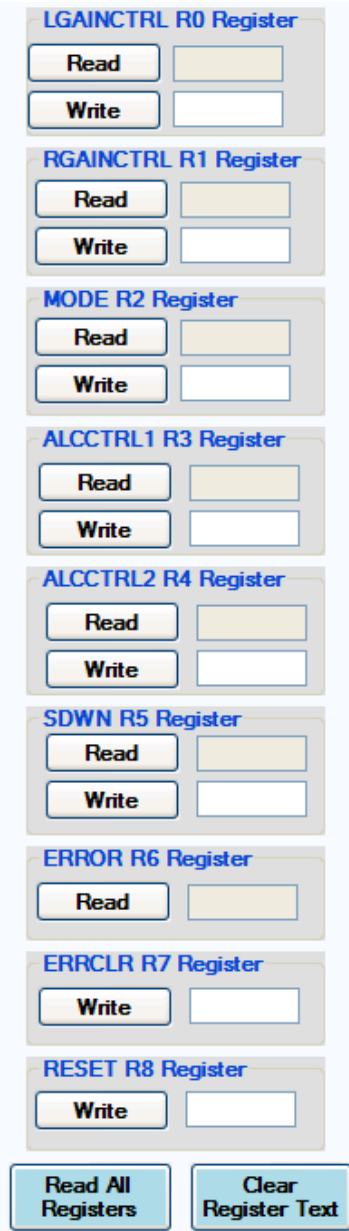 LGAINCTRL R0 Register
Read
Write
RGAINCTRL R1 Register
Read
Write
MODE R2 Register
Read
Write
ALCCTRL1 R3 Register
Read
Write
ALCCTRL2 R4 Register
Read
Write
SDWN R5 Register
Read
Write
ERROR R6 Register
Read
ERRCLR R7 Register
Write
RESET R8 Register
Write
Read All
Registers
Clear
Register Text